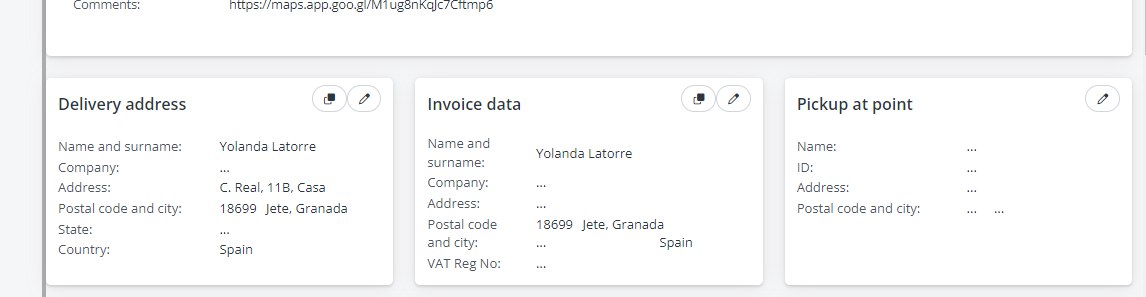 Comments: https://maps.app.goo.gl/M1ug8nKqJc7Cftmp6
Delivery address
Name and surname: Yolanda Latorre
Company: ...
Address: C. Real, 11B, Casa
Postal code and city: 18699 Jete, Granada
State: ...
Country: Spain
Invoice data
Name and
surname: Yolanda Latorre
Company: ...
Address: ...
Postal code 18699 Jete, Granada
and city: ... Spain
VAT Reg No: ...
Pickup at point
Name: ...
ID: ...
Address: ...
Postal code and city: ... ...